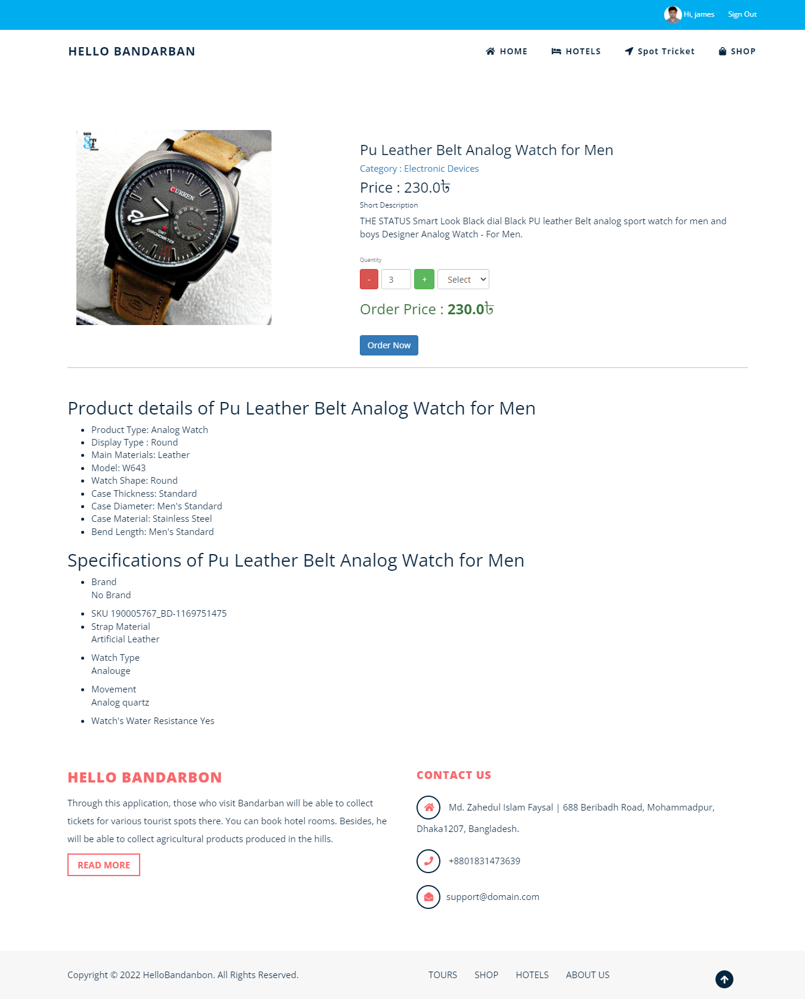 Hi, james Sign Out
HELLO BANDARBAN
HOME HOTELS Spot Tricket SHOP
CURREN
GMT
CHRONOMETER
Pu Leather Belt Analog Watch for Men
Category : Electronic Devices
Price : 230.0৳
Short Description
THE STATUS Smart Look Black dial Black PU leather Belt analog sport watch for men and
boys Designer Analog Watch - For Men.
Quantity
- 3 + Select
Order Price : 230.0৳
Order Now
Product details of Pu Leather Belt Analog Watch for Men
Product Type: Analog Watch
Display Type : Round
Main Materials: Leather
Model: W643
Watch Shape: Round
Case Thickness: Standard
Case Diameter: Men's Standard
Case Material: Stainless Steel
Bend Length: Men's Standard
Specifications of Pu Leather Belt Analog Watch for Men
Brand
No Brand
SKU 190005767_BD-1169751475
Strap Material
Artificial Leather
Watch Type
Analouge
Movement
Analog quartz
Watch's Water Resistance Yes
HELLO BANDARBON
Through this application, those who visit Bandarban will be able to collect
tickets for various tourist spots there. You can book hotel rooms. Besides, he
will be able to collect agricultural products produced in the hills.
READ MORE
CONTACT US
Md. Zahedul Islam Faysal | 688 Beribadh Road, Mohammadpur,
Dhaka1207, Bangladesh.
+8801831473639
support@domain.com
Copyright © 2022 HelloBandanbon. All Rights Reserved.
TOURS SHOP HOTELS ABOUT US